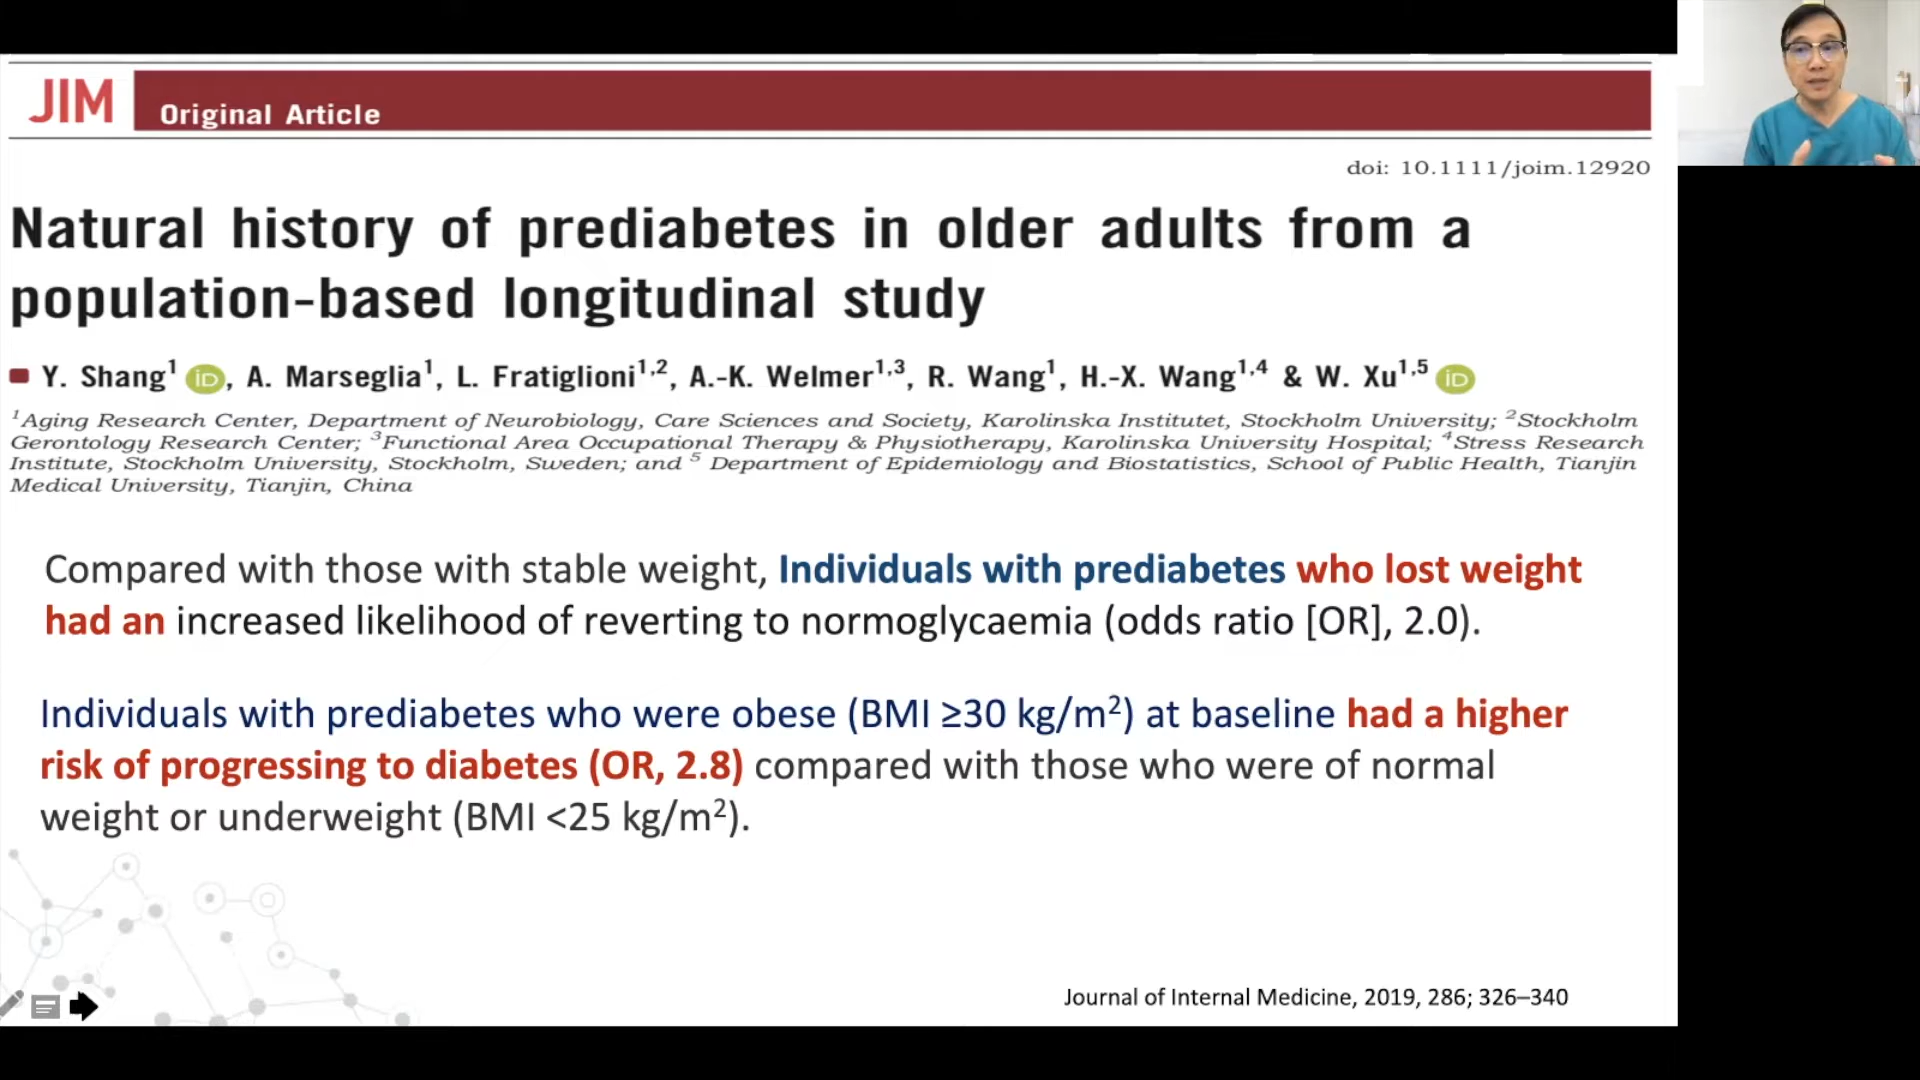 JIM
Original Article
doi: 10.1111/joim.12920
Natural history of prediabetes in older adults from a
population-based longitudinal study
Y. Shang¹ iD, A. Marseglia¹, L. Fratiglioni¹,², A.-K. Welmer¹,³, R. Wang¹, H.-X. Wang¹,⁴ & W. Xu¹,⁵ iD
¹Aging Research Center, Department of Neurobiology, Care Sciences and Society, Karolinska Institutet, Stockholm University; ²Stockholm
Gerontology Research Center; ³Functional Area Occupational Therapy & Physiotherapy, Karolinska University Hospital; ⁴Stress Research
Institute, Stockholm University, Stockholm, Sweden; and ⁵ Department of Epidemiology and Biostatistics, School of Public Health, Tianjin
Medical University, Tianjin, China
Compared with those with stable weight, Individuals with prediabetes who lost weight
had an increased likelihood of reverting to normoglycaemia (odds ratio [OR], 2.0).
Individuals with prediabetes who were obese (BMI ≥30 kg/m²) at baseline had a higher
risk of progressing to diabetes (OR, 2.8) compared with those who were of normal
weight or underweight (BMI <25 kg/m²).
Journal of Internal Medicine, 2019, 286; 326–340